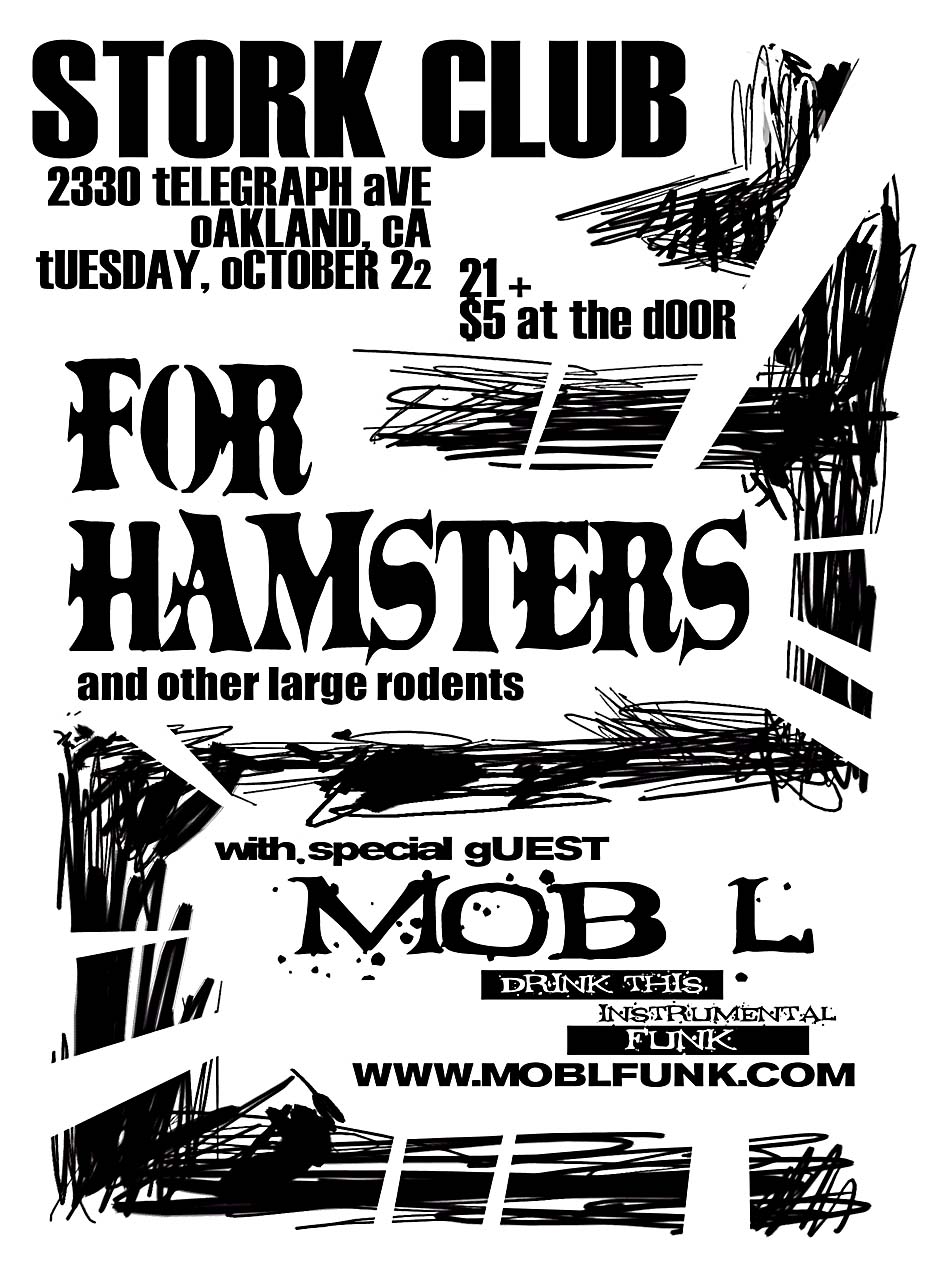 STORK CLUB
2330 tELEGRAPH aVE
oAKLAND, cA
tUESDAY, oCTOBER 22
21 +
$5 at the dOOR
FOR
HAMSTERS
and other large rodents
with.special gUEST
MOB L
DRINK THIS
INSTRUMENTAL
FUNK
WWW.MOBLFUNK.COM